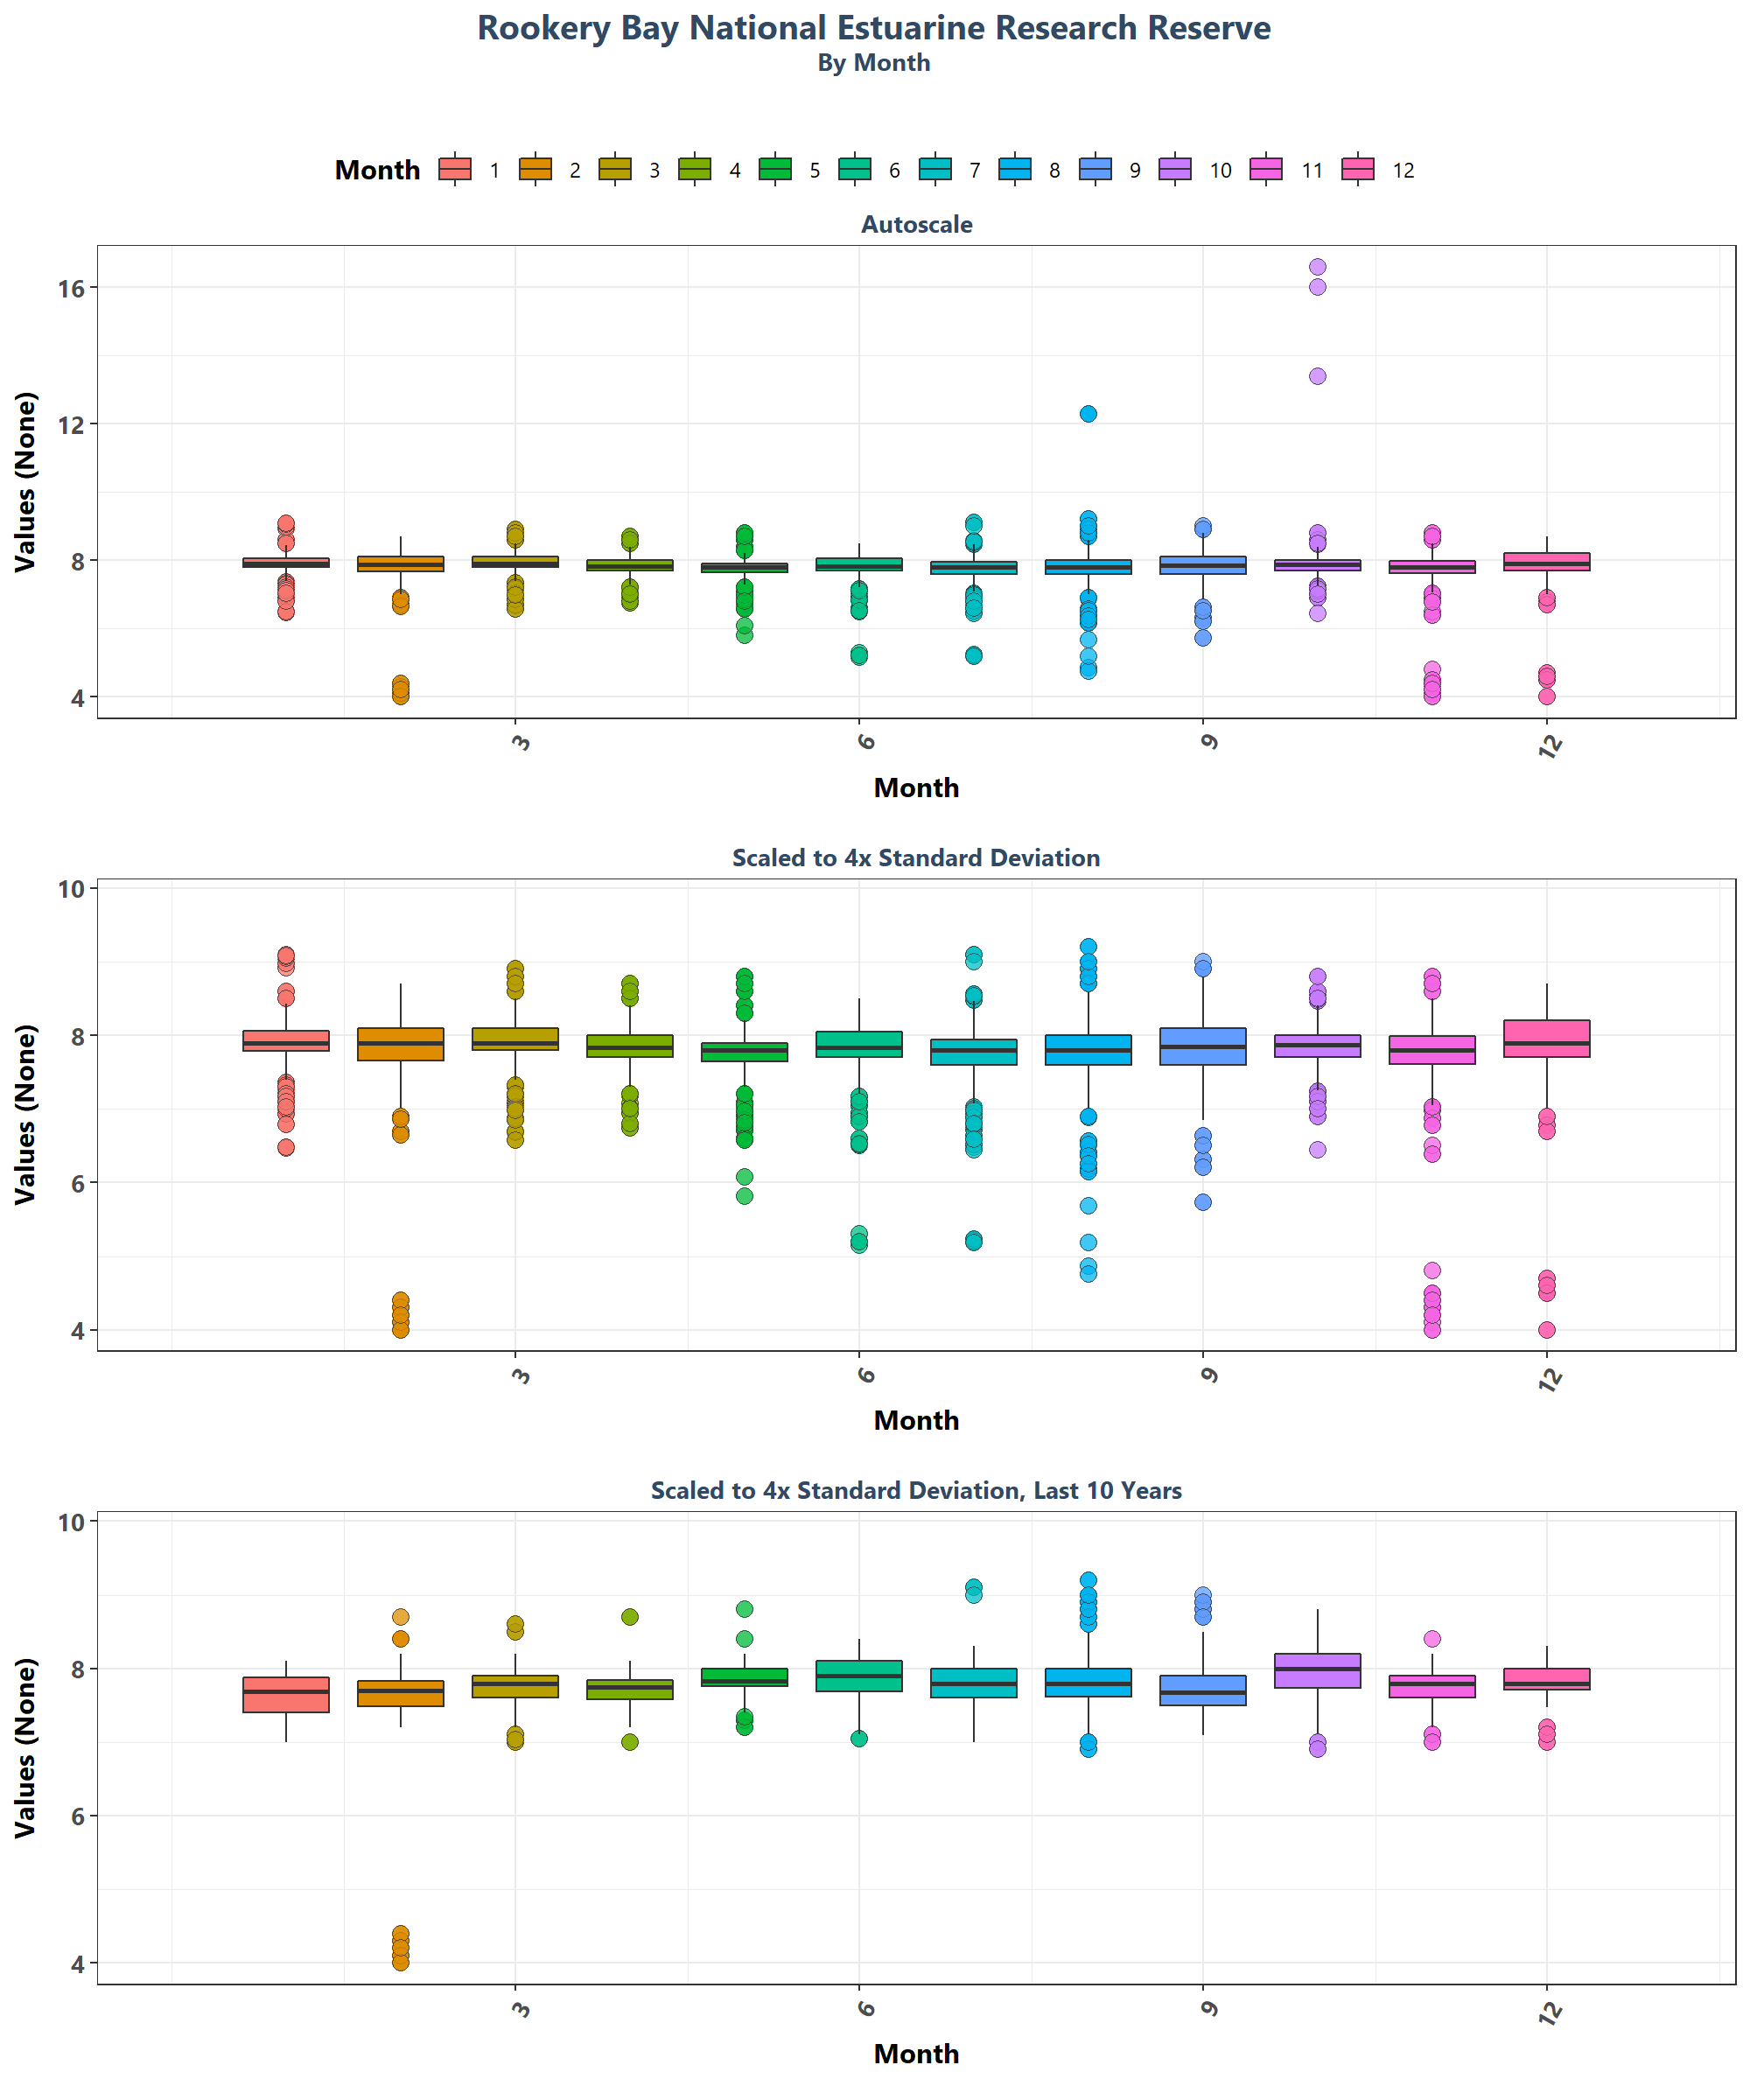 Rookery Bay National Estuarine Research Reserve
By Month
Month 1 2 3 4 5 6 7 8 9 10 11 12
Autoscale
Values (None)
16
12
8
4
3 6 9 12
Month
Scaled to 4x Standard Deviation
Values (None)
10
8
6
4
3 6 9 12
Month
Scaled to 4x Standard Deviation, Last 10 Years
Values (None)
10
8
6
4
3 6 9 12
Month